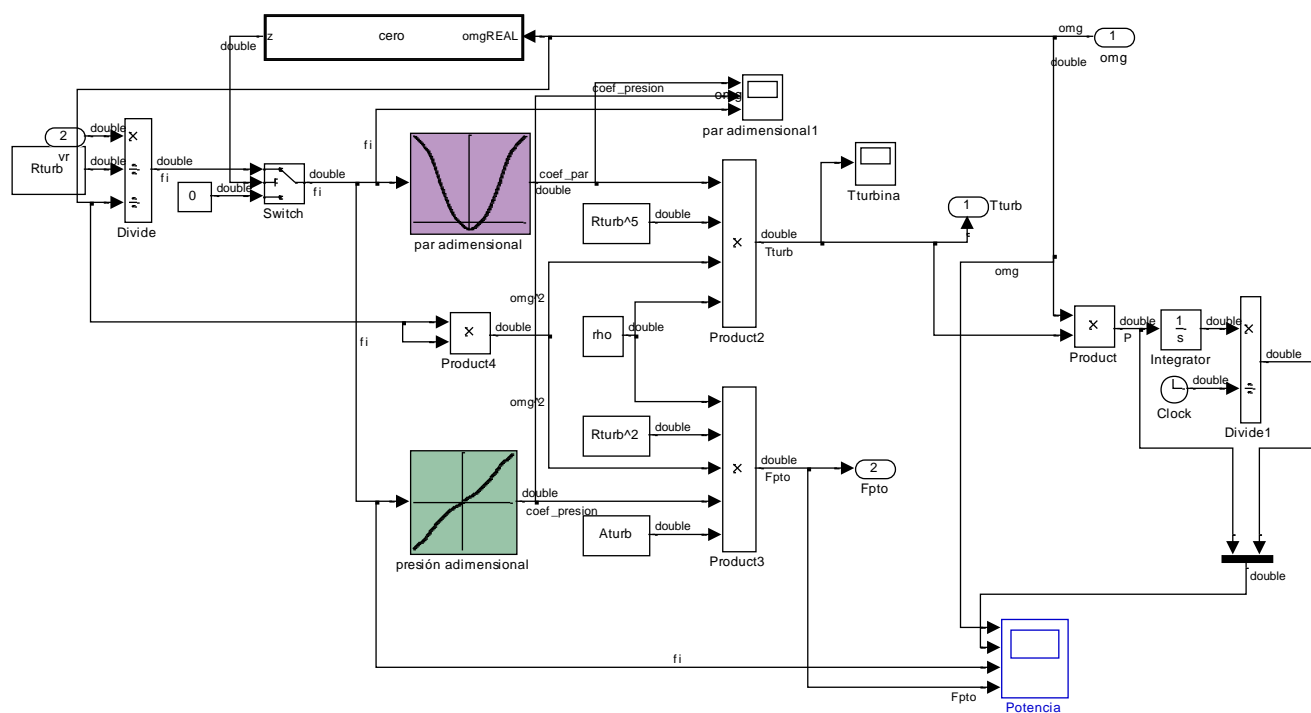 z
cero
omgREAL
double
omg
1
omg
double
coef_presion
omg
par adimensional1
double
2
vr
double
Rturb
double
fi
Divide
0
double
double
fi
Switch
fi
par adimensional
coef_par
double
Rturb^5
double
double
Tturb
Product2
Tturbina
1
Tturb
omg
omg^2
double
Product4
fi
rho
double
omg^2
Product
double
P
1
s
Integrator
double
double
Clock
double
Divide1
Rturb^2
double
double
Fpto
2
Fpto
presión adimensional
double
coef_presion
Aturb
double
Product3
double
fi
Fpto
Potencia